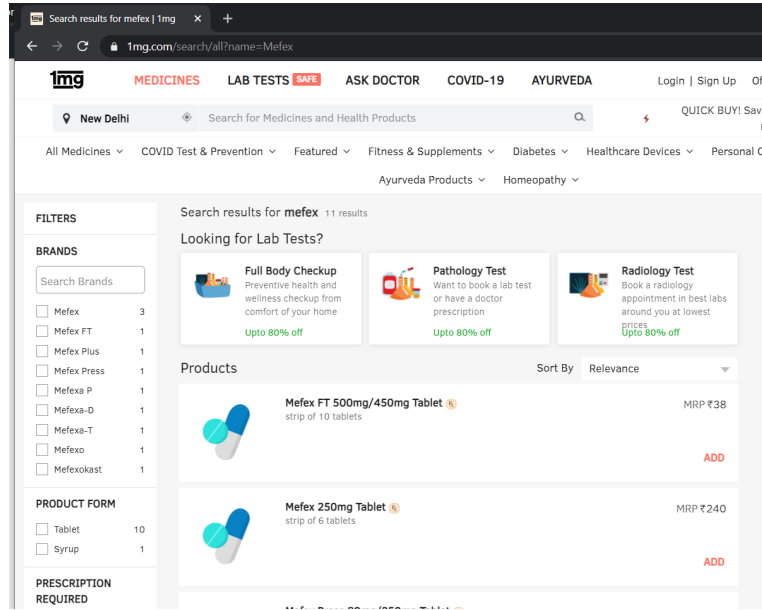 Search results for mefex | 1mg
1mg.com/search/all?name=Mefex
1mg
MEDICINES LAB TESTS SAFE ASK DOCTOR COVID-19 AYURVEDA Login | Sign Up
New Delhi Search for Medicines and Health Products QUICK BUY! Sav
All Medicines COVID Test & Prevention Featured Fitness & Supplements Diabetes Healthcare Devices Personal
Ayurveda Products Homeopathy
FILTERS
BRANDS
Search Brands
Mefex 3
Mefex FT 1
Mefex Plus 1
Mefex Press 1
Mefexa P 1
Mefexa-D 1
Mefexa-T 1
Mefexo 1
Mefexokast 1
PRODUCT FORM
Tablet 10
Syrup 1
PRESCRIPTION
REQUIRED
Search results for mefex 11 results
Looking for Lab Tests?
Full Body Checkup
Preventive health and
wellness checkup from
comfort of your home
Upto 80% off
Pathology Test
Want to book a lab test
or have a doctor
prescription
Upto 80% off
Radiology Test
Book a radiology
appointment in best labs
around you at lowest
prices
Upto 80% off
Products Sort By Relevance
Mefex FT 500mg/450mg Tablet
strip of 10 tablets
MRP ₹38
ADD
Mefex 250mg Tablet
strip of 6 tablets
MRP ₹240
ADD